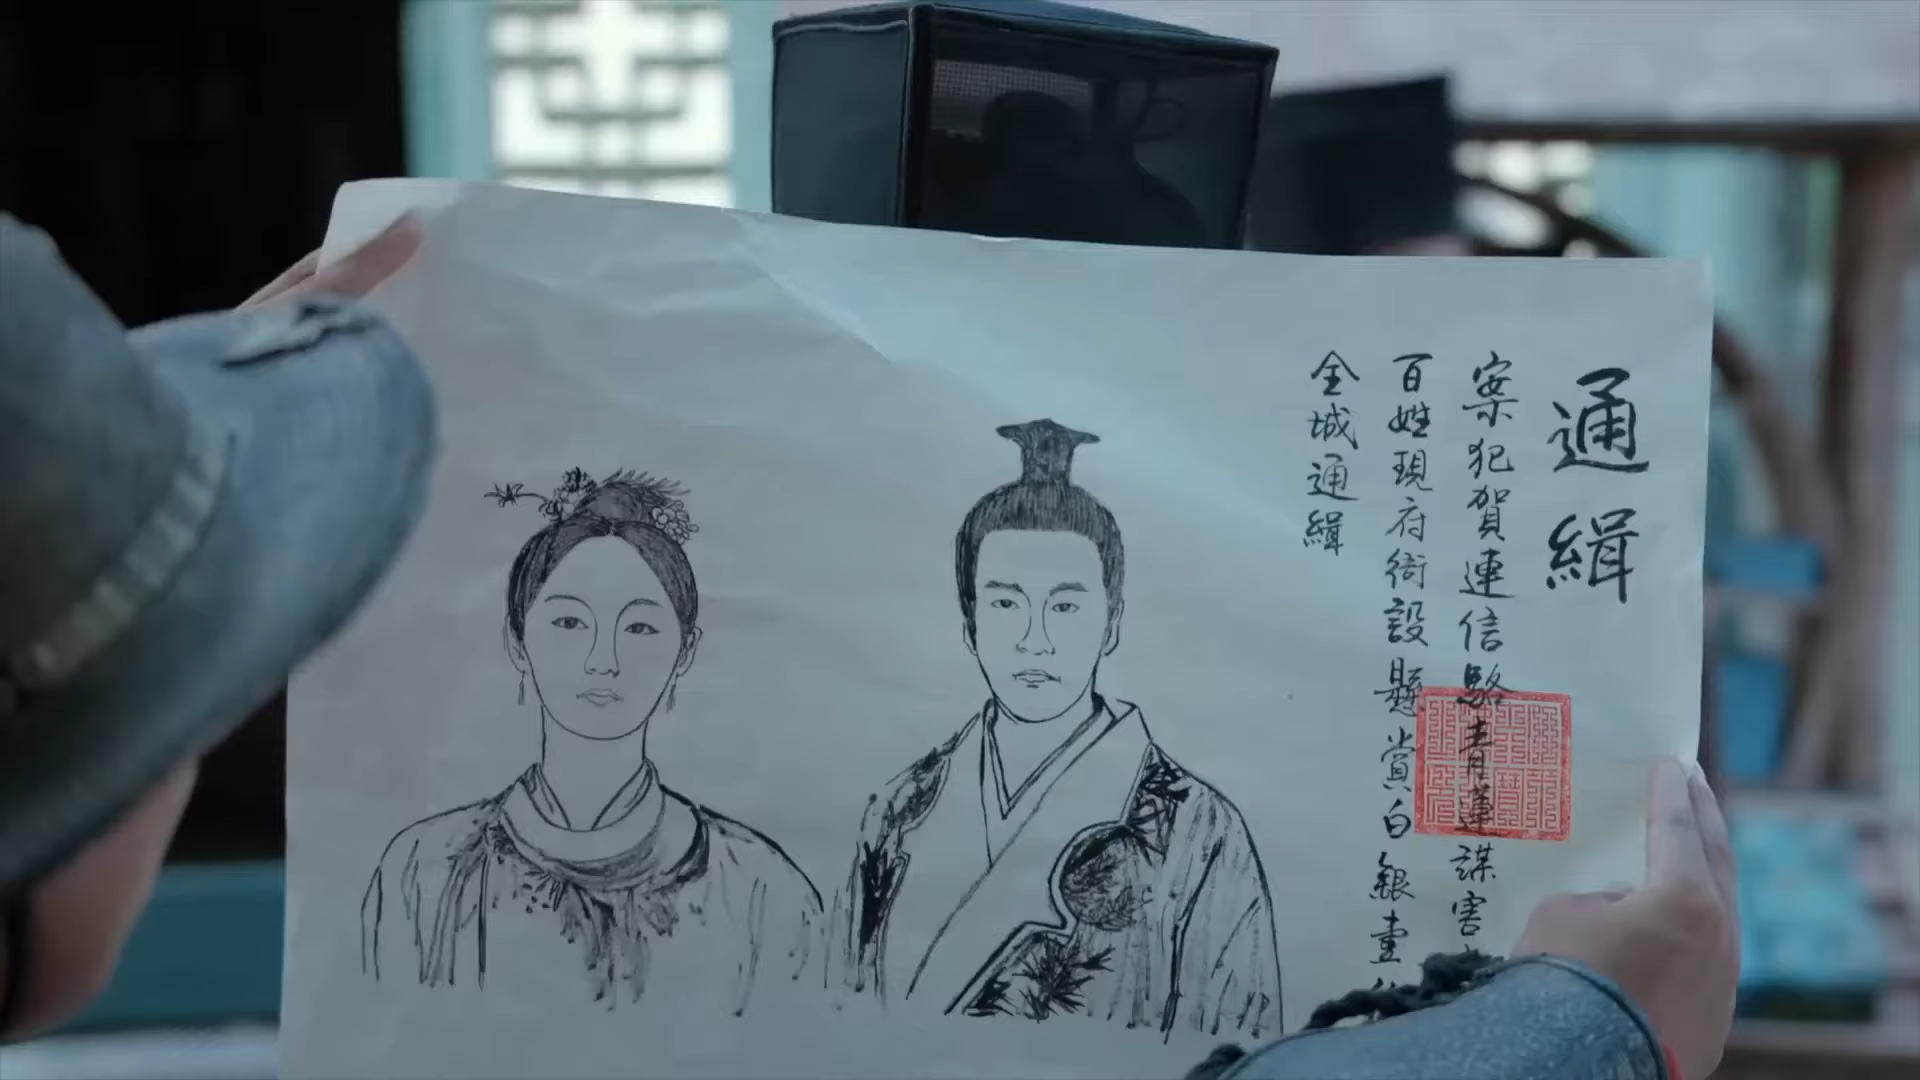 通緝
案犯賀連信駱青蓮謀害
百姓現府衙設懸賞白銀壹
全城通緝